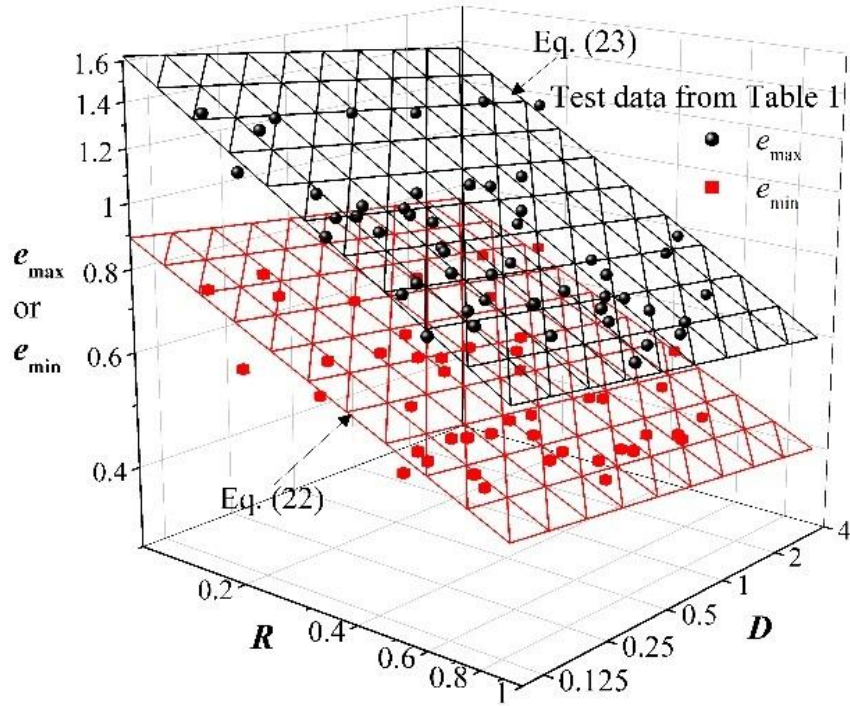 Eq. (23)
Test data from Table 1
e_max
e_min
1.6
1.4
1.2
1
0.8
0.6
0.4
e_max
or
e_min
Eq. (22)
0.2
0.4
0.6
0.8
1
R
0.125
0.25
0.5
1
2
4
D